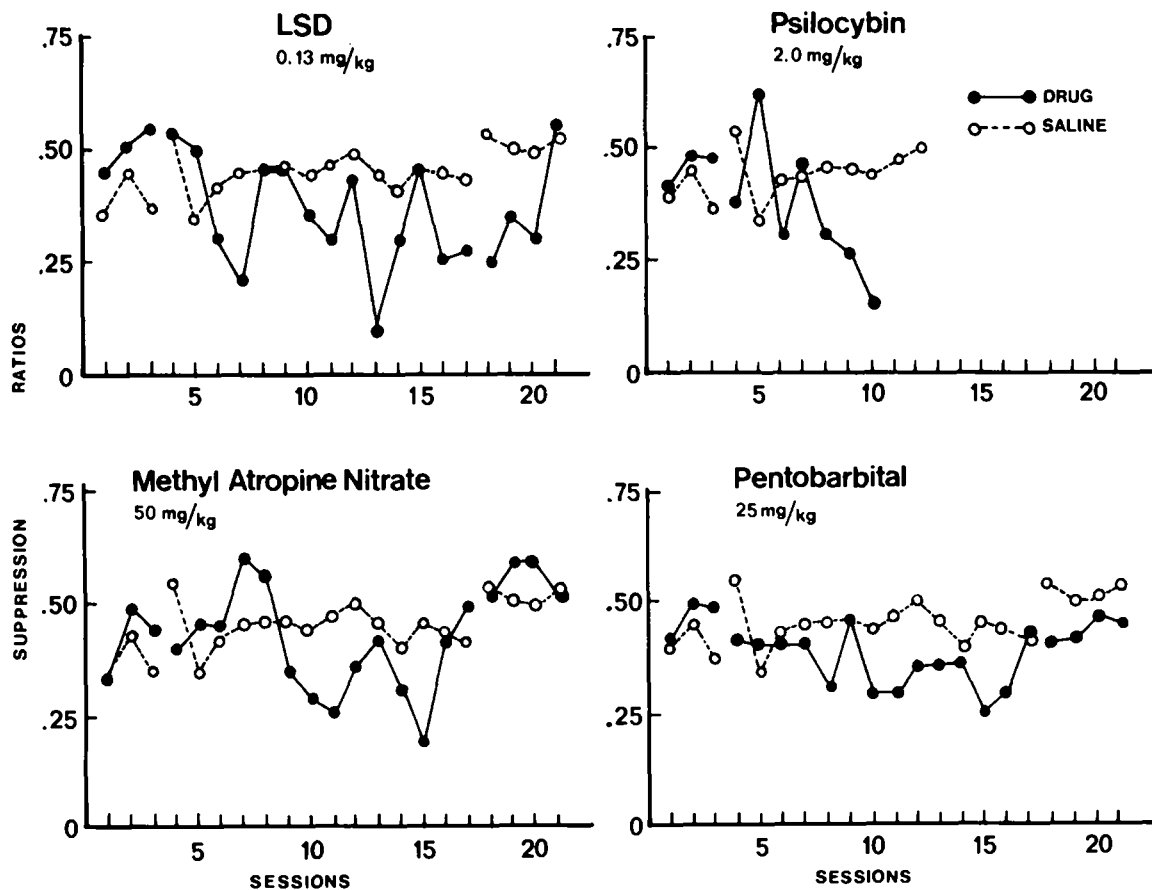 LSD
0.13 mg/kg
.75
.50
.25
0
5
10
15
20
Psilocybin
2.0 mg/kg
DRUG
SALINE
.75
.50
.25
0
5
10
15
20
SUPPRESSION RATIOS
Methyl Atropine Nitrate
50 mg/kg
.75
.50
.25
0
5
10
15
20
SESSIONS
Pentobarbital
25 mg/kg
.75
.50
.25
0
5
10
15
20
SESSIONS